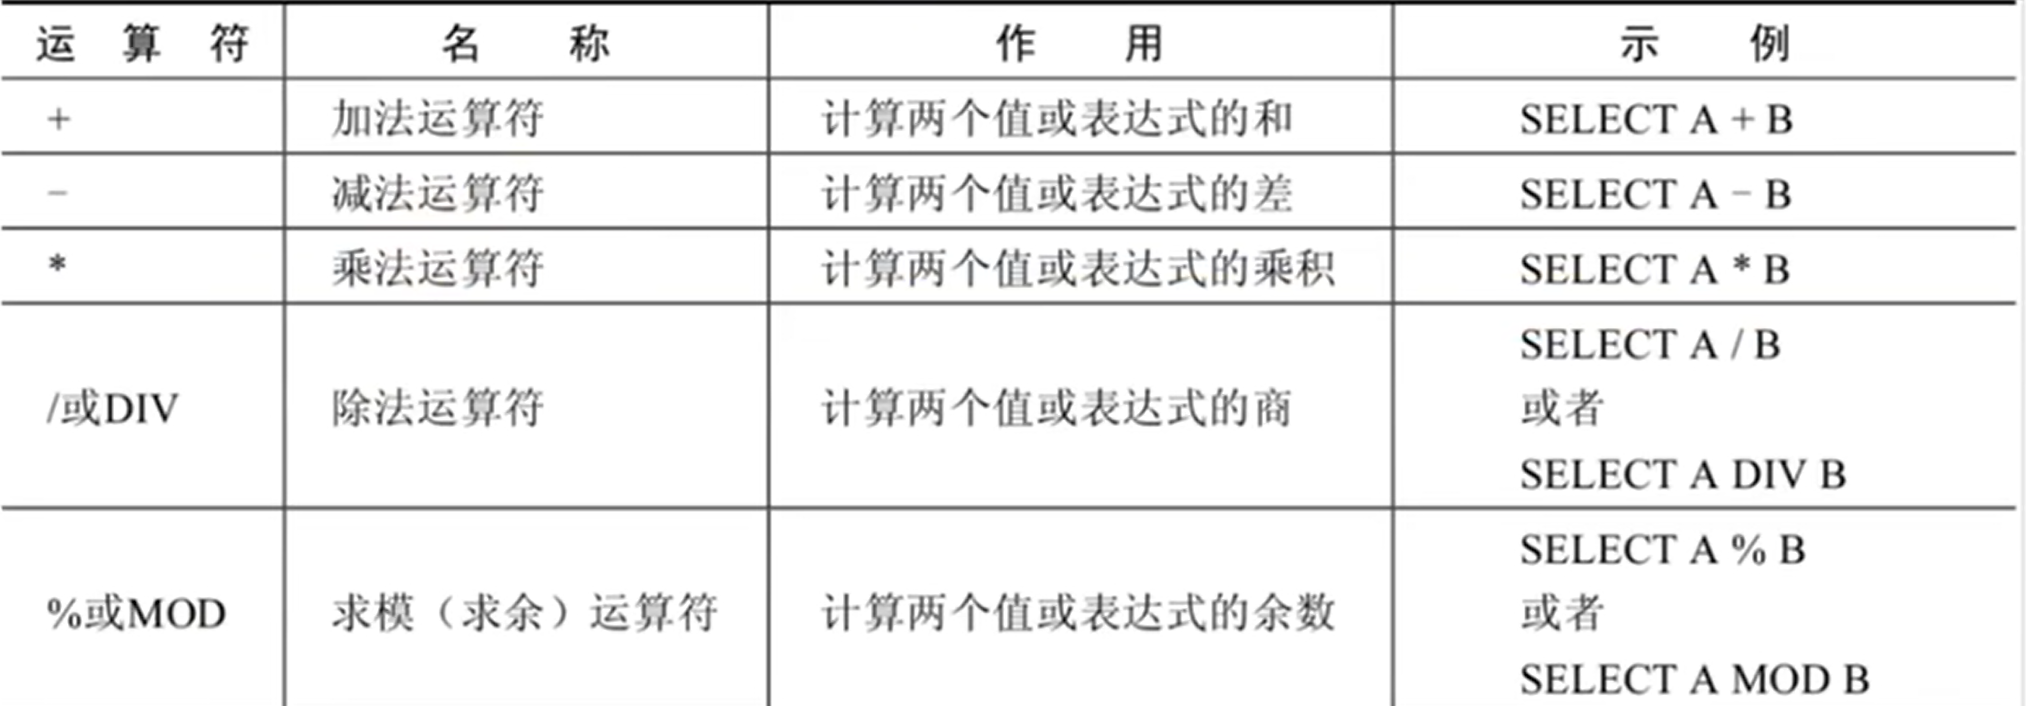 运 算 符 名 称 作 用 示 例
+ 加法运算符 计算两个值或表达式的和 SELECT A + B
− 减法运算符 计算两个值或表达式的差 SELECT A − B
* 乘法运算符 计算两个值或表达式的乘积 SELECT A * B
/或DIV 除法运算符 计算两个值或表达式的商 SELECT A / B
或者
SELECT A DIV B
%或MOD 求模（求余）运算符 计算两个值或表达式的余数 SELECT A % B
或者
SELECT A MOD B